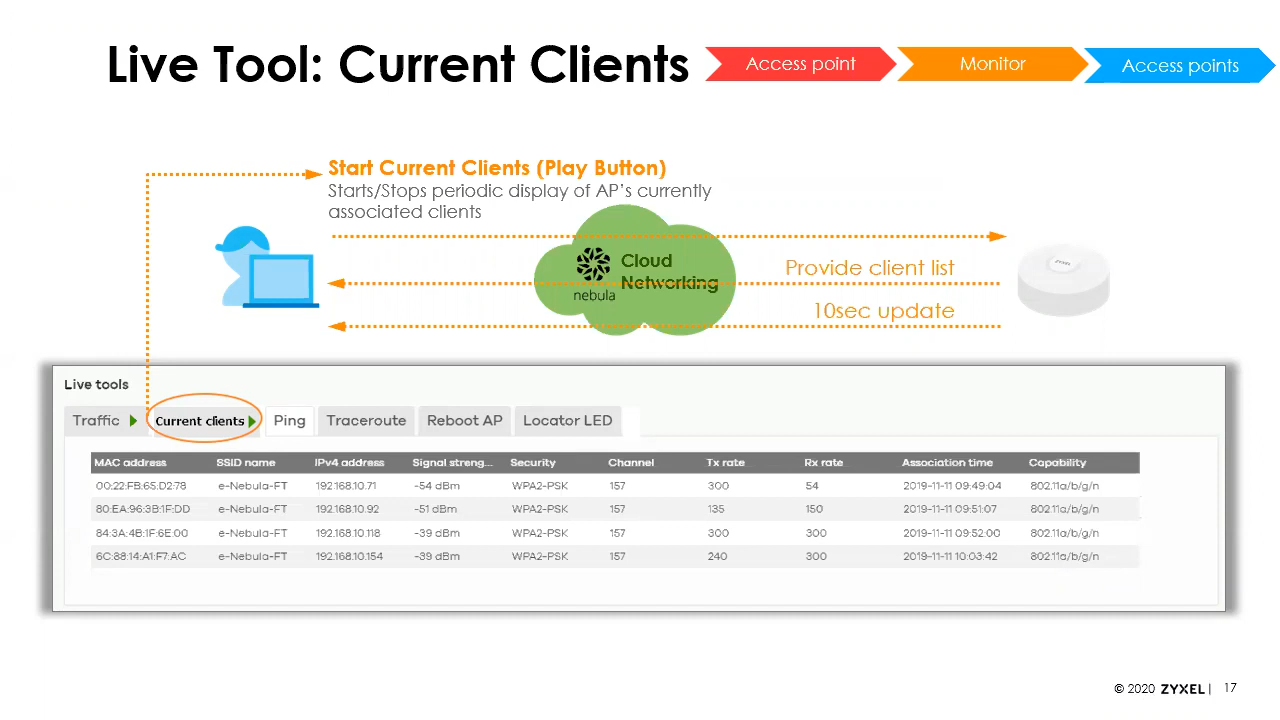 Live Tool: Current Clients
Access point
Monitor
Access points
Start Current Clients (Play Button)
Starts/Stops periodic display of AP's currently
associated clients
Cloud
Networking
nebula
Provide client list
10sec update
ZYXEL
Live tools
Traffic Current clients Ping Traceroute Reboot AP Locator LED
MAC address SSID name IPv4 address Signal streng... Security Channel Tx rate Rx rate Association time Capability
00:22:FB:65:D2:78 e-Nebula-FT 192.168.10.71 -54 dBm WPA2-PSK 157 300 54 2019-11-11 09:49:04 802.11a/b/g/n
80:EA:96:3B:1F:DD e-Nebula-FT 192.168.10.92 -51 dBm WPA2-PSK 157 135 150 2019-11-11 09:51:07 802.11a/b/g/n
84:3A:4B:1F:6E:00 e-Nebula-FT 192.168.10.118 -39 dBm WPA2-PSK 157 300 300 2019-11-11 09:52:00 802.11a/b/g/n
6C:88:14:A1:F7:AC e-Nebula-FT 192.168.10.154 -39 dBm WPA2-PSK 157 240 300 2019-11-11 10:03:42 802.11a/b/g/n
© 2020 ZYXEL | 17